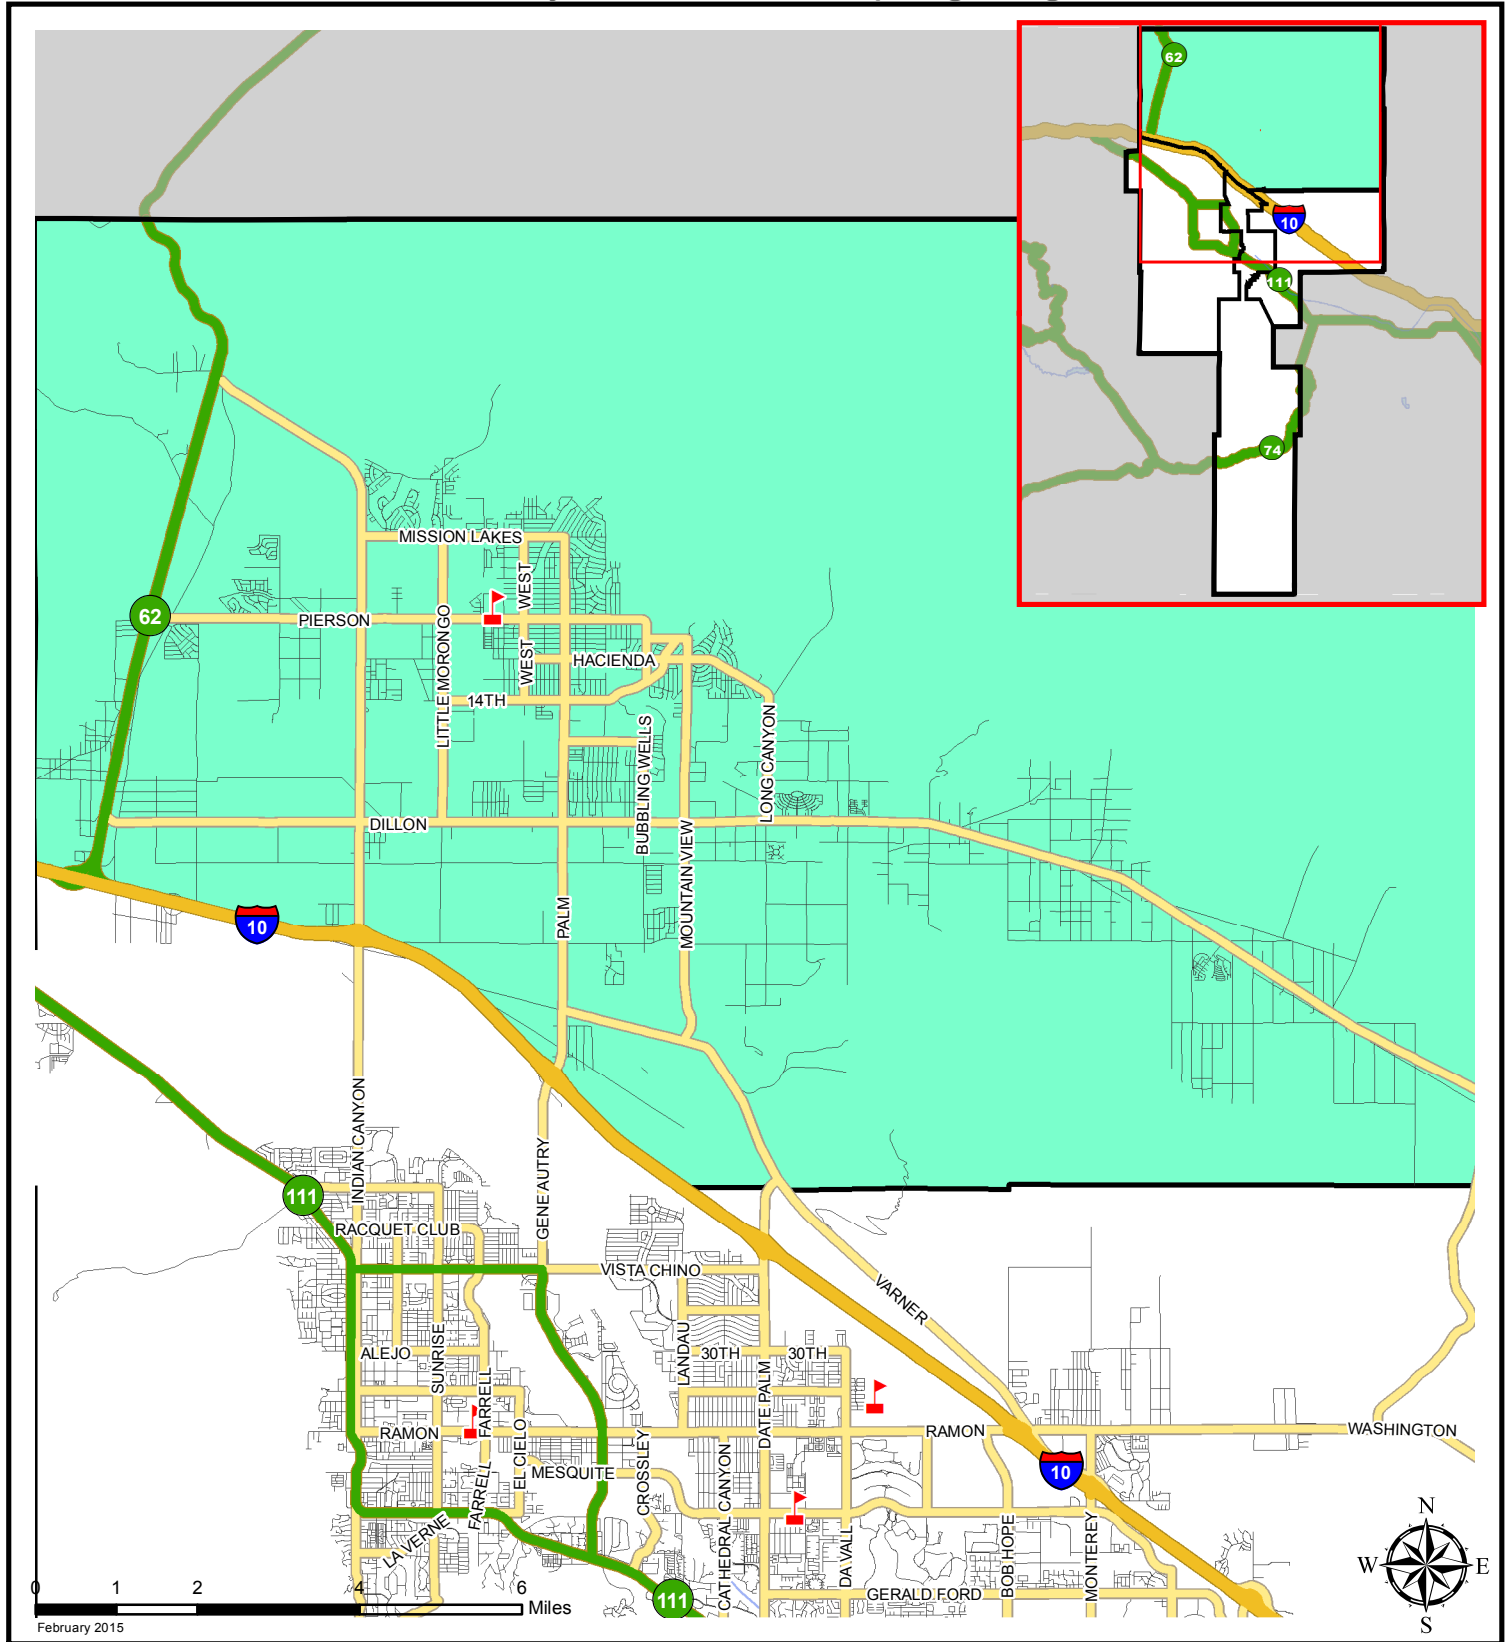 62
10
111
74
MISSION LAKES
WEST
PIERSON
62
LITTLE MORONGO
WEST
HACIENDA
14TH
BUBBLING WELLS
LONG CANYON
DILLON
MOUNTAIN VIEW
PALM
10
INDIAN CANYON
GENE AUTRY
111
RACQUET CLUB
VISTA CHINO
VARNER
SUNRISE
LANDAU
ALEJO
30TH
30TH
DATE PALM
FARRELL
RAMON
EL CIELO
RAMON
WASHINGTON
CROSSLEY
CATHEDRAL CANYON
MESQUITE
10
FARRELL
LA VERNE
DA VALL
BOB HOPE
MONTEREY
GERALD FORD
111
N
W
E
S
0 1 2 4 6
Miles
February 2015